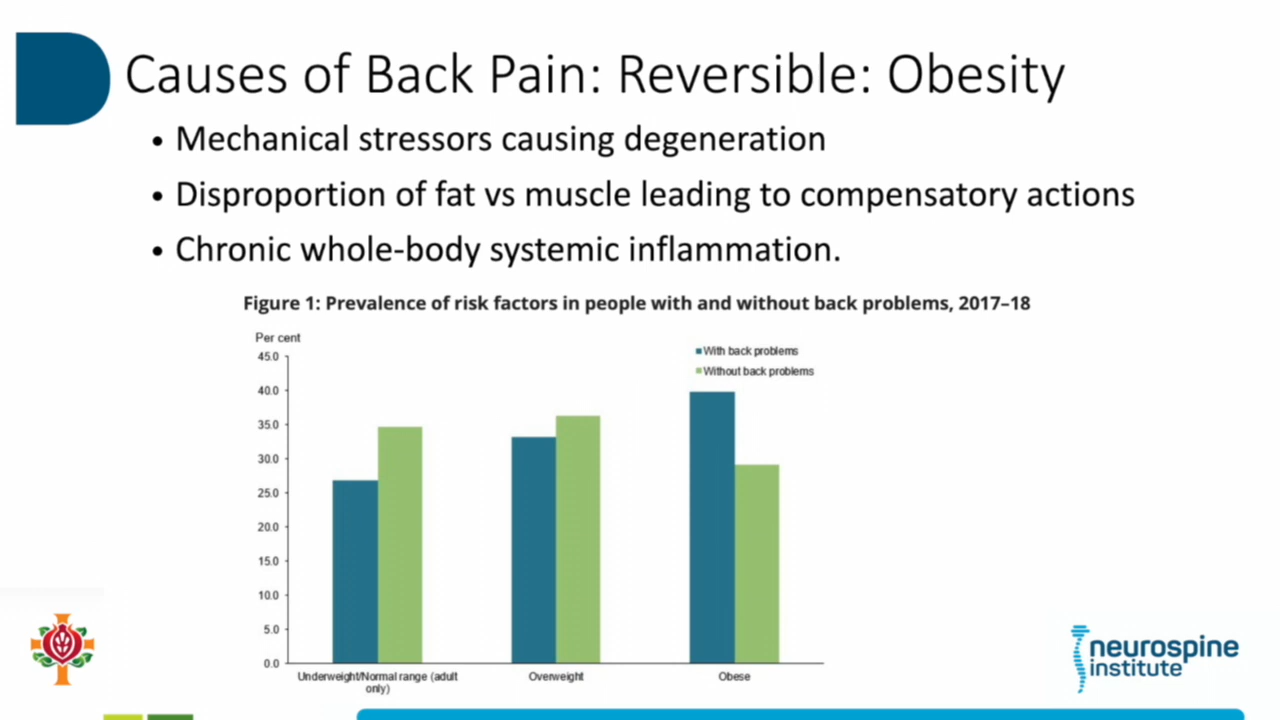 Causes of Back Pain: Reversible: Obesity
• Mechanical stressors causing degeneration
• Disproportion of fat vs muscle leading to compensatory actions
• Chronic whole-body systemic inflammation.
Figure 1: Prevalence of risk factors in people with and without back problems, 2017–18
Per cent
With back problems
Without back problems
45.0
40.0
35.0
30.0
25.0
20.0
15.0
10.0
5.0
0.0
Underweight/Normal range (adult
only)
Overweight
Obese
neurospine
institute